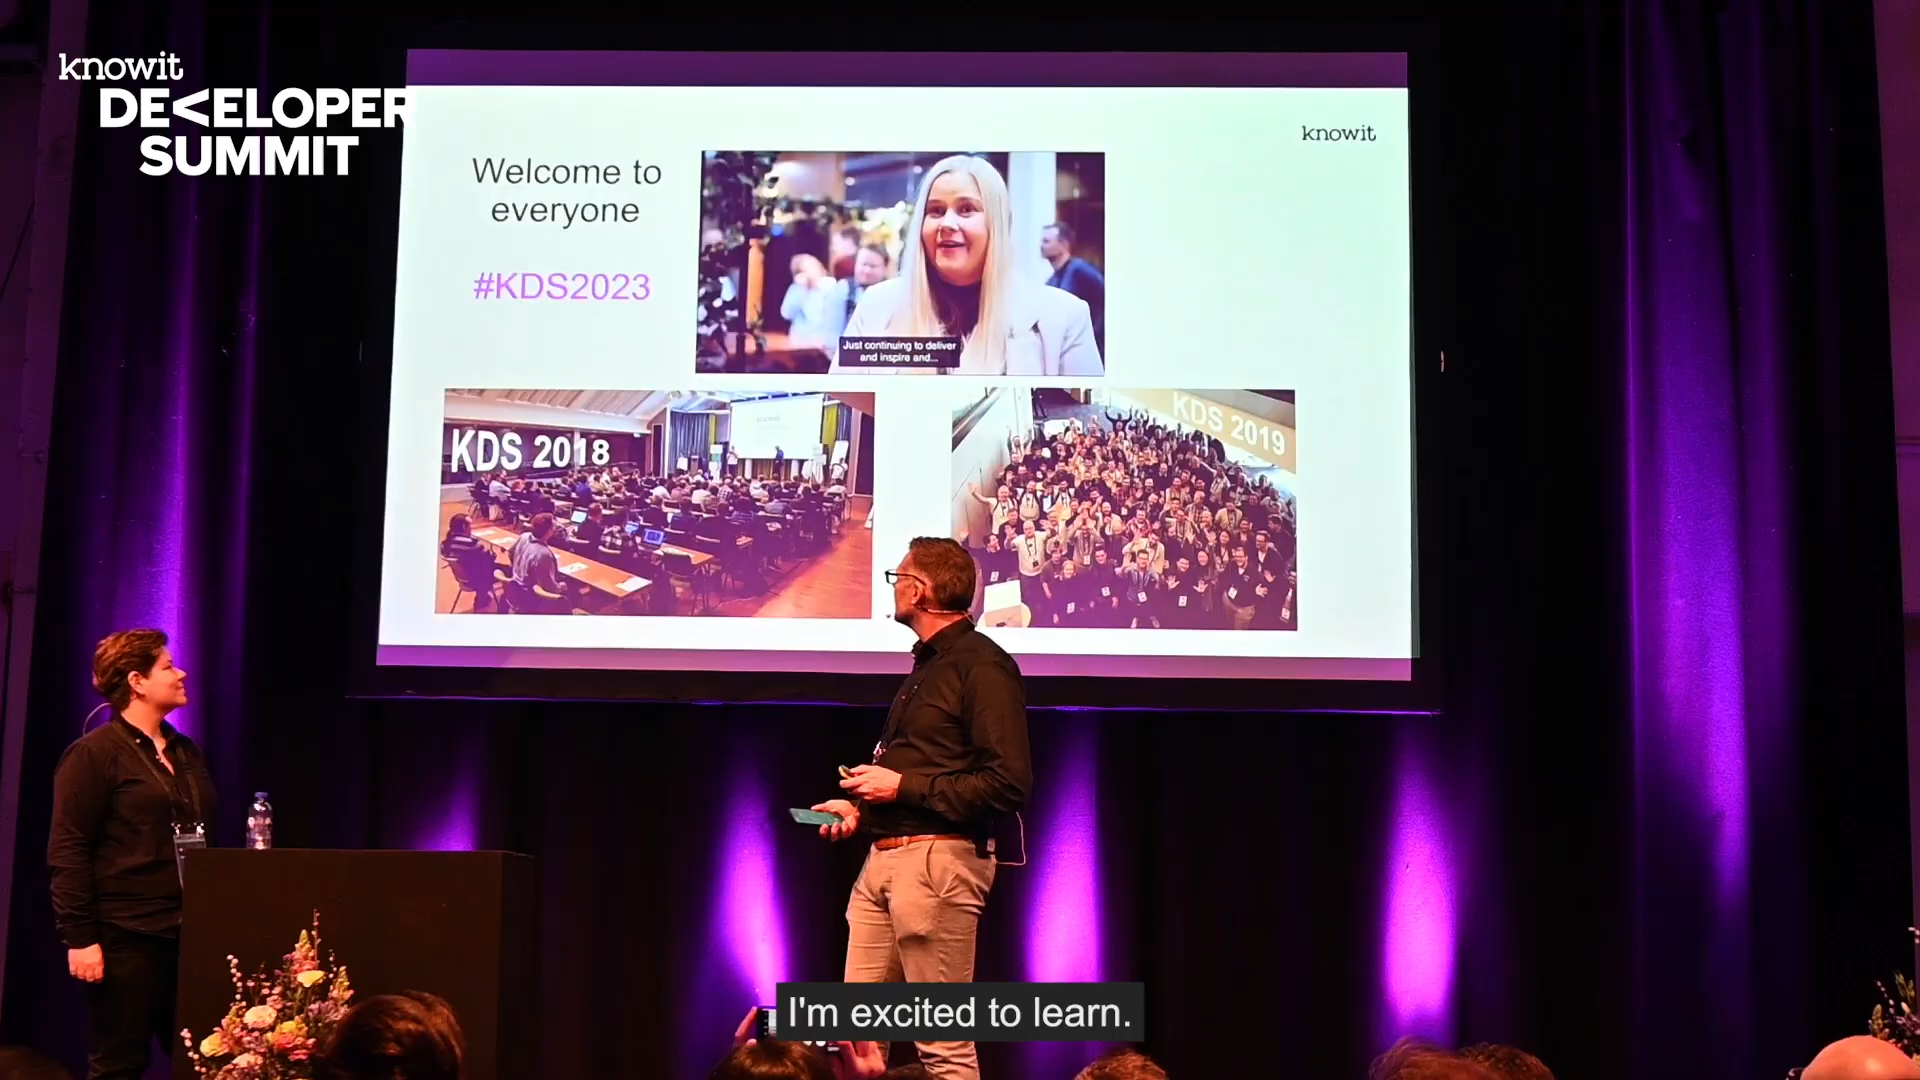 knowit
DE<ELOPER
SUMMIT
knowit
Welcome to
everyone
#KDS2023
Just continuing to deliver
and inspire and...
KDS 2018
KDS 2019
I'm excited to learn.